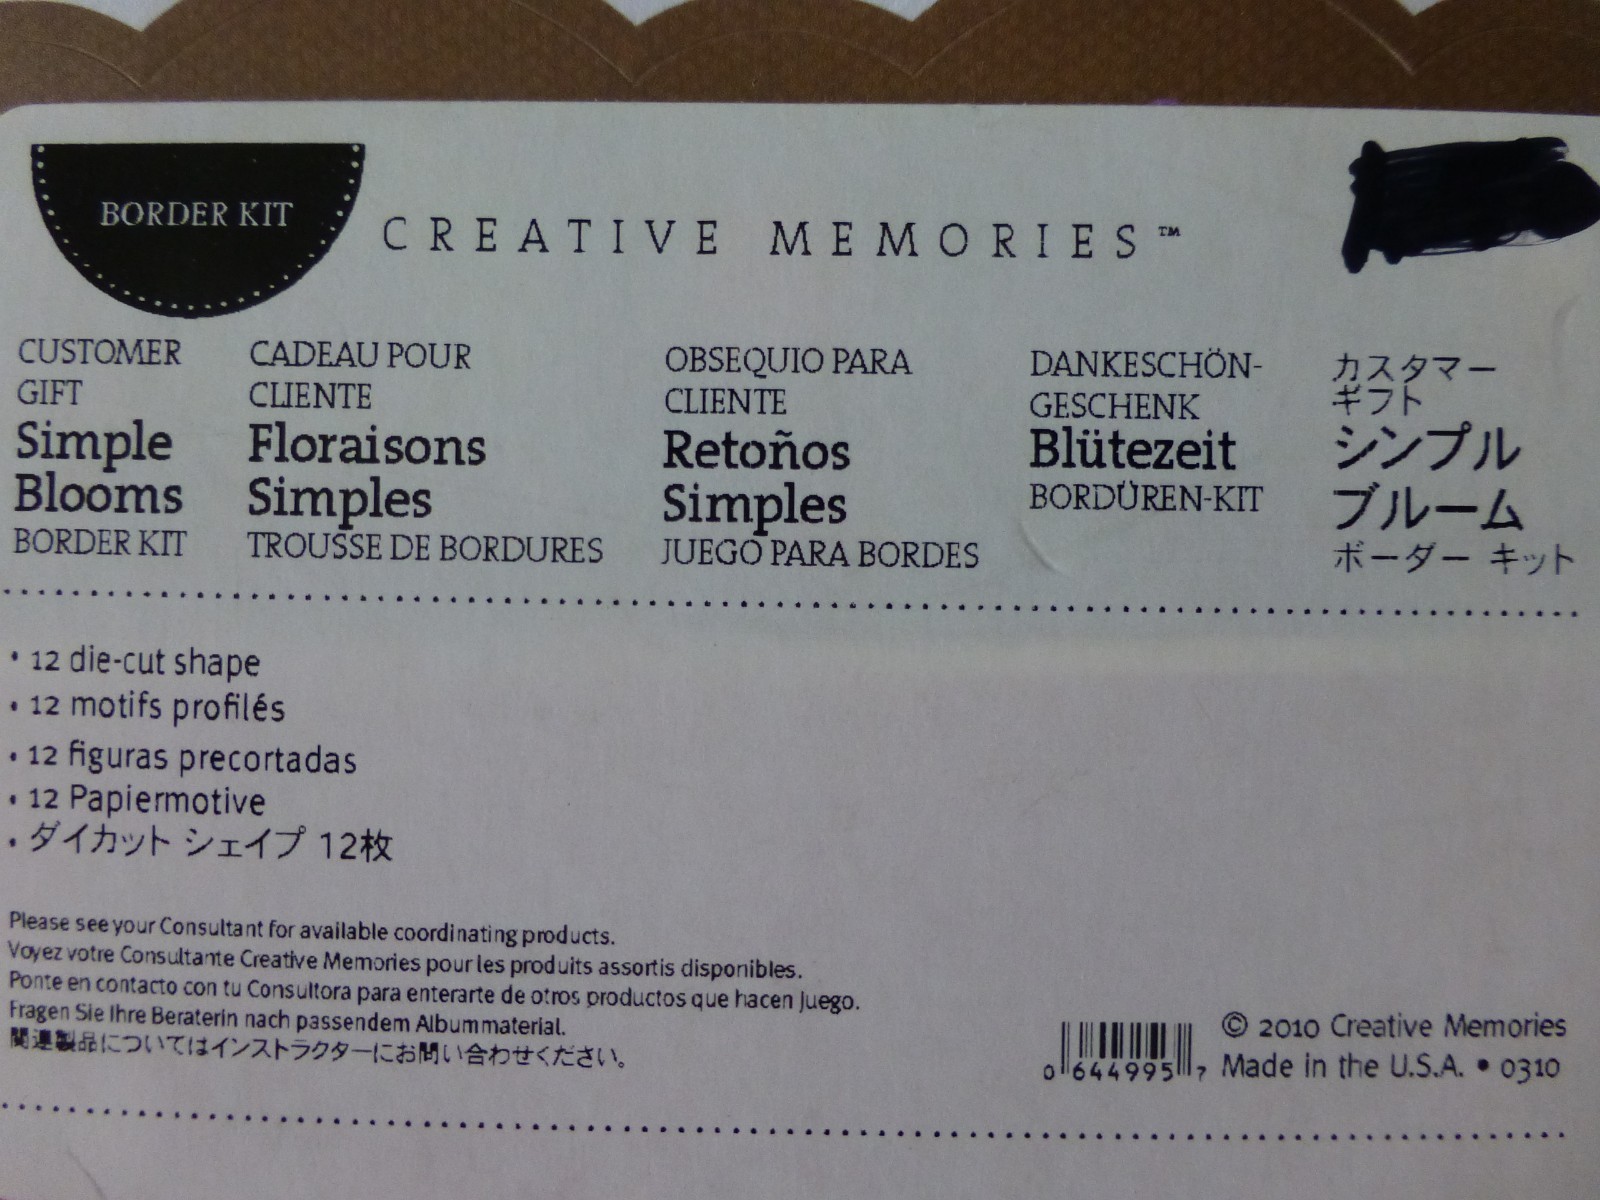 BORDER KIT
CREATIVE MEMORIES™
CUSTOMER
GIFT
Simple
Blooms
BORDER KIT
CADEAU POUR
CLIENTE
Floraisons
Simples
TROUSSE DE BORDURES
OBSEQUIO PARA
CLIENTE
Retoños
Simples
JUEGO PARA BORDES
DANKESCHÖN-
GESCHENK
Blütezeit
BORDÜREN-KIT
カスタマー
ギフト
シンプル
ブルーム
ボーダー キット
• 12 die-cut shape
• 12 motifs profilés
• 12 figuras precortadas
• 12 Papiermotive
• ダイカット シェイプ 12枚
Please see your Consultant for available coordinating products.
Voyez votre Consultante Creative Memories pour les produits assortis disponibles.
Ponte en contacto con tu Consultora para enterarte de otros productos que hacen juego.
Fragen Sie Ihre Beraterin nach passendem Albummaterial.
関連製品についてはインストラクターにお問い合わせください。
0 644995 7
© 2010 Creative Memories
Made in the U.S.A. • 0310